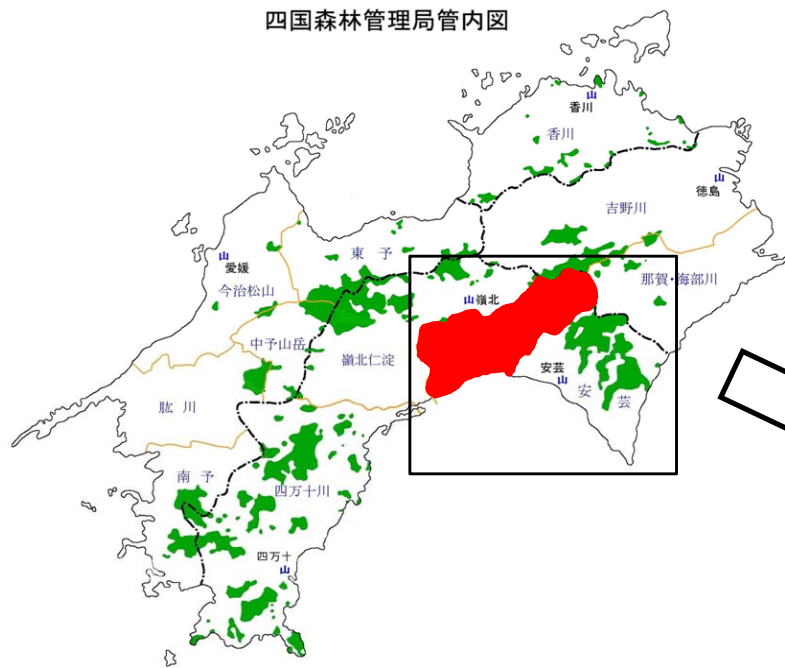 四国森林管理局管内図
山
香川
香川
山
徳島
吉野川
山
愛媛
東 予
今治松山
那賀・海部川
山嶺北
中予山岳
嶺北仁淀
安芸
山
安 芸
肱 川
南 予
四万十川
四万十
山